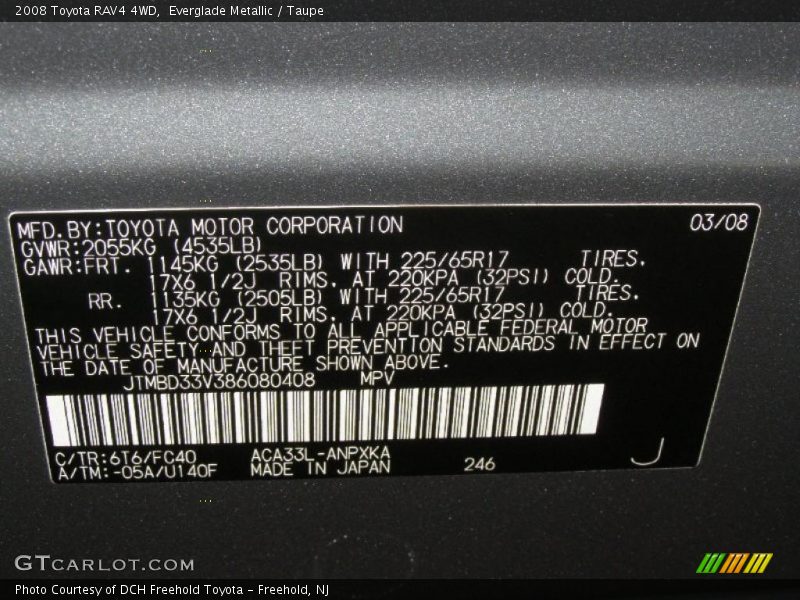 2008 Toyota RAV4 4WD, Everglade Metallic / Taupe
MFD.BY:TOYOTA MOTOR CORPORATION 03/08
GVWR:2055KG (4535LB)
GAWR:FRT. 1145KG (2535LB) WITH 225/65R17 TIRES.
17X6 1/2J RIMS. AT 220KPA (32PSI) COLD.
RR. 1135KG (2505LB) WITH 225/65R17 TIRES.
17X6 1/2J RIMS. AT 220KPA (32PSI) COLD.
THIS VEHICLE CONFORMS TO ALL APPLICABLE FEDERAL MOTOR
VEHICLE SAFETY AND THEFT PREVENTION STANDARDS IN EFFECT ON
THE DATE OF MANUFACTURE SHOWN ABOVE.
JTMBD33V386080408 MPV
C/TR:6T6/FC40 ACA33L-ANPXKA
A/TM:-05A/U140F MADE IN JAPAN 246 J
GTCARLOT.COM
Photo Courtesy of DCH Freehold Toyota - Freehold, NJ